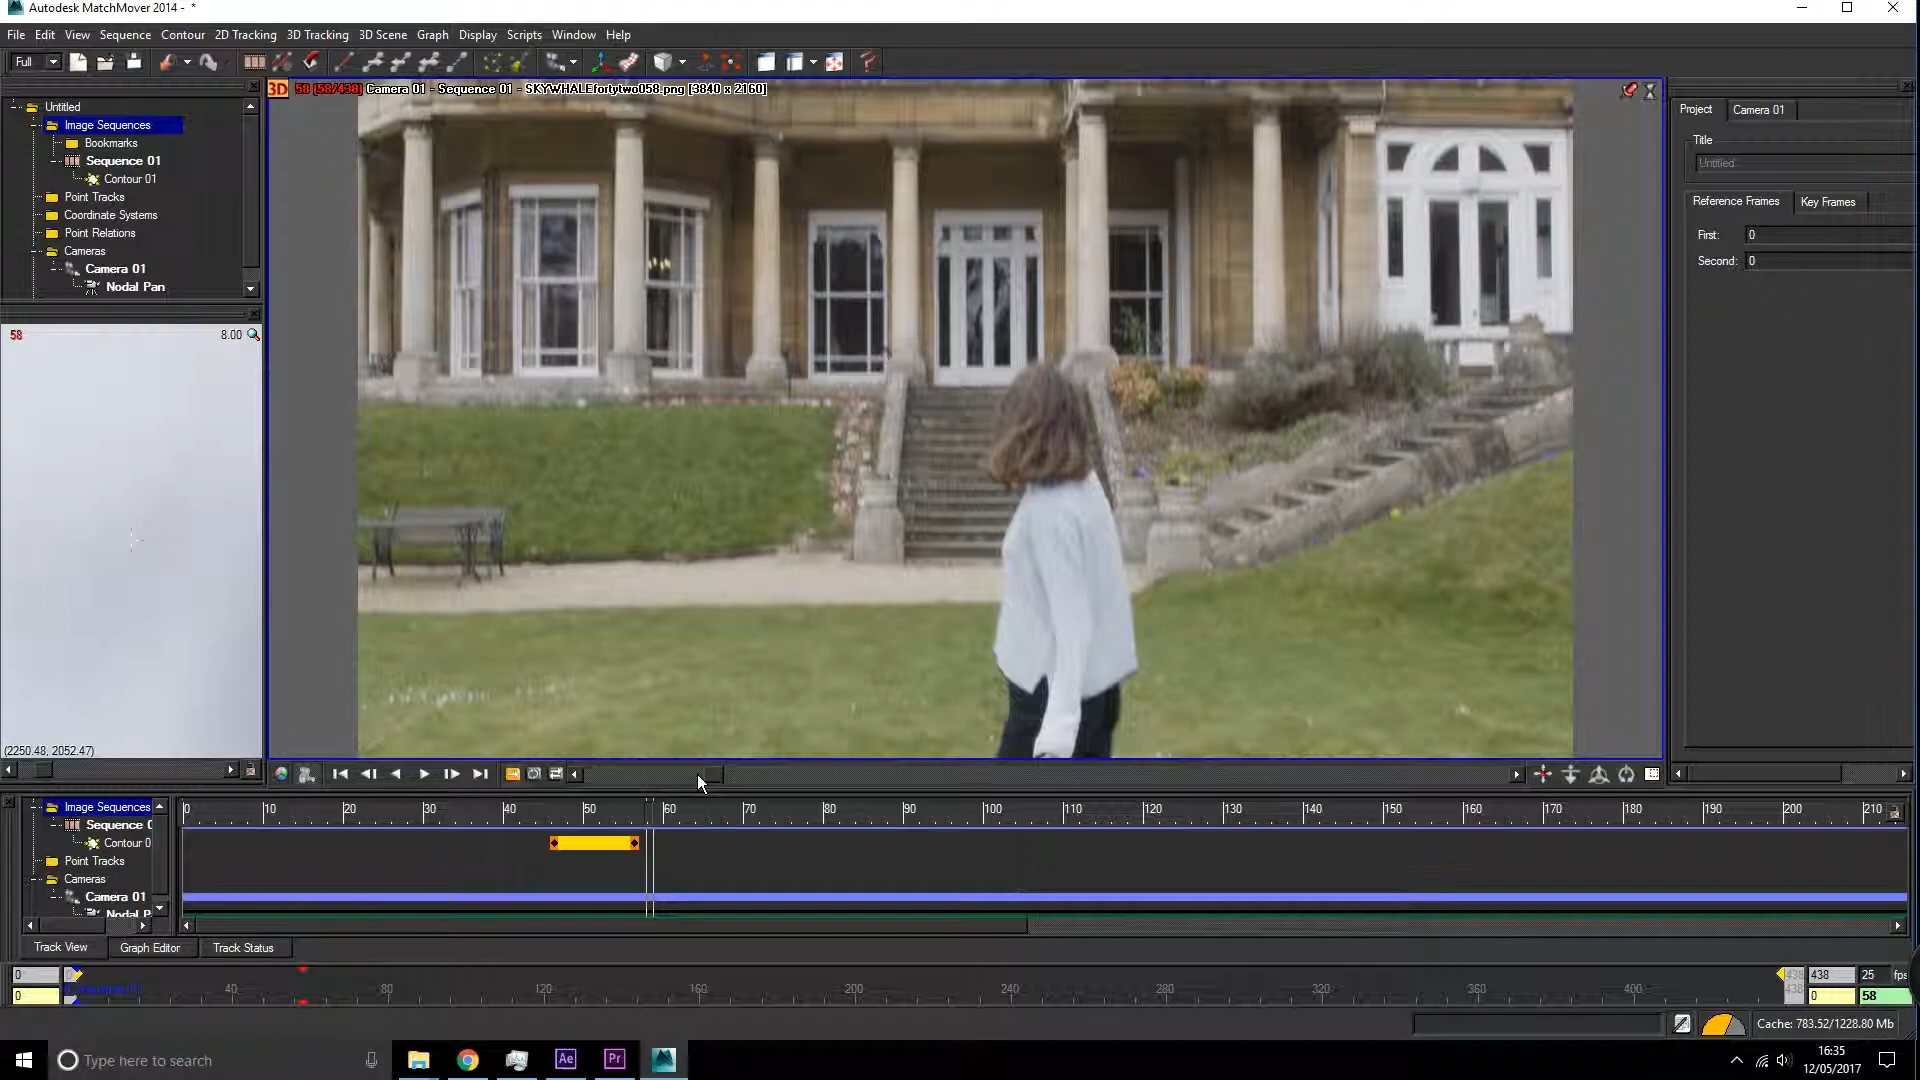 Autodesk MatchMover 2014 - *
File Edit View Sequence Contour 2D Tracking 3D Tracking 3D Scene Graph Display Scripts Window Help
Full
3D 58 [58/438] Camera 01 - Sequence 01 - SKYWHALEfortytwo058.png [3840 x 2160]
Untitled
Image Sequences
Bookmarks
Sequence 01
Contour 01
Point Tracks
Coordinate Systems
Point Relations
Cameras
Camera 01
Nodal Pan
58 8.00
(2250.48, 2052.47)
Project Camera 01
Title
Untitled
Reference Frames Key Frames
First: 0
Second: 0
Image Sequences
Sequence 0
Contour 0
Point Tracks
Cameras
Camera 01
Nodal P
0 10 20 30 40 50 60 70 80 90 100 110 120 130 140 150 160 170 180 190 200 210
Track View Graph Editor Track Status
0 0 438 438 25 fps
0 40 80 120 160 200 240 280 320 360 400 438 0 58
Cache: 783.52/1228.80 Mb
Type here to search
Ae Pr
16:35
12/05/2017